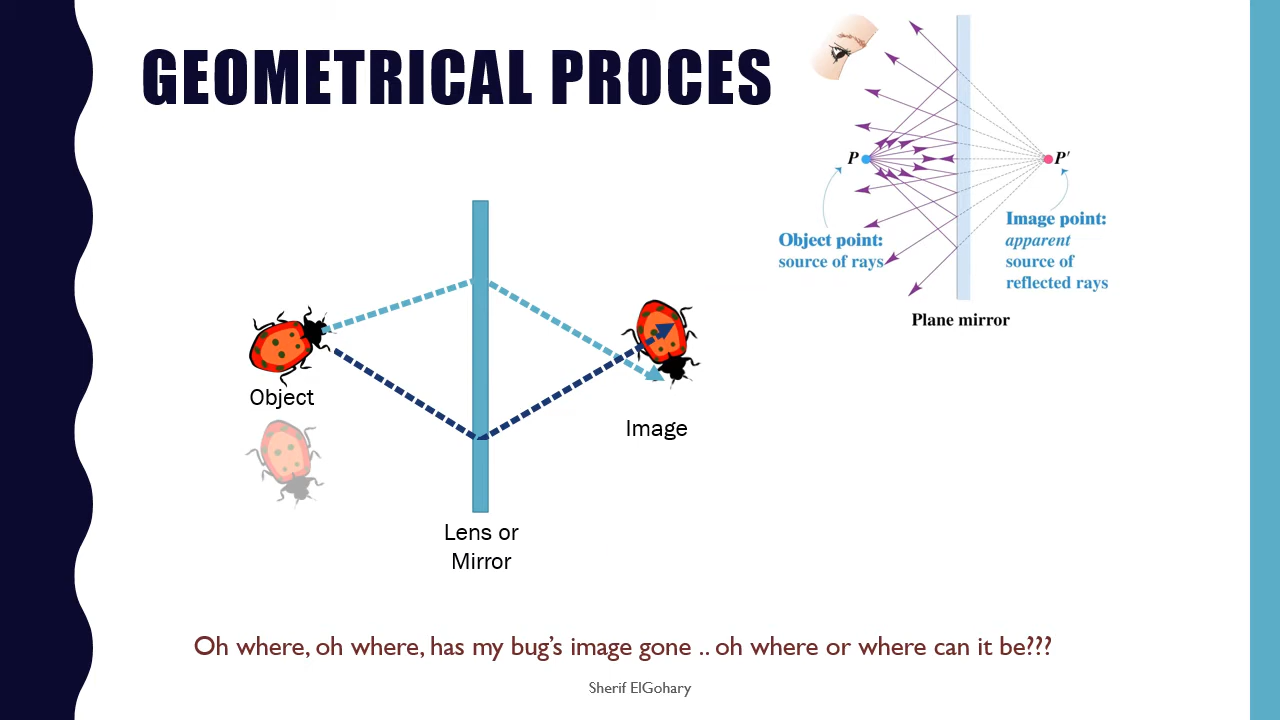 GEOMETRICAL PROCES
P
P′
Object point:
source of rays
Image point:
apparent
source of
reflected rays
Plane mirror
Object
Image
Lens or
Mirror
Oh where, oh where, has my bug’s image gone .. oh where or where can it be???
Sherif ElGohary